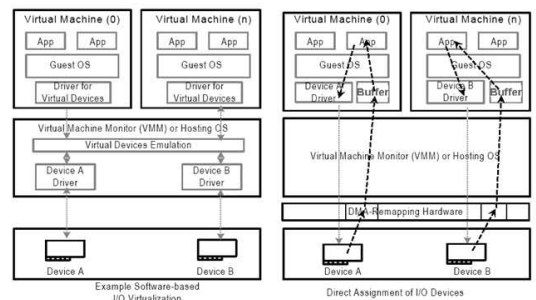 Virtual Machine (0)
Virtual Machine (n)
App
App
App
App
Guest OS
Guest OS
Driver for
Virtual Devices
Driver for
Virtual Devices
Virtual Machine Monitor (VMM) or Hosting OS
Virtual Devices Emulation
Device A
Driver
Device B
Driver
Device A
Device B
Example Software-based
I/O Virtualization
Virtual Machine (0)
Virtual Machine (n)
App
App
App
App
Guest OS
Guest OS
Device A
Driver
Buffer
Device B
Driver
Buffer
Virtual Machine Monitor (VMM) or Hosting OS
DMA-Remapping Hardware
Device A
Device B
Direct Assignment of I/O Devices